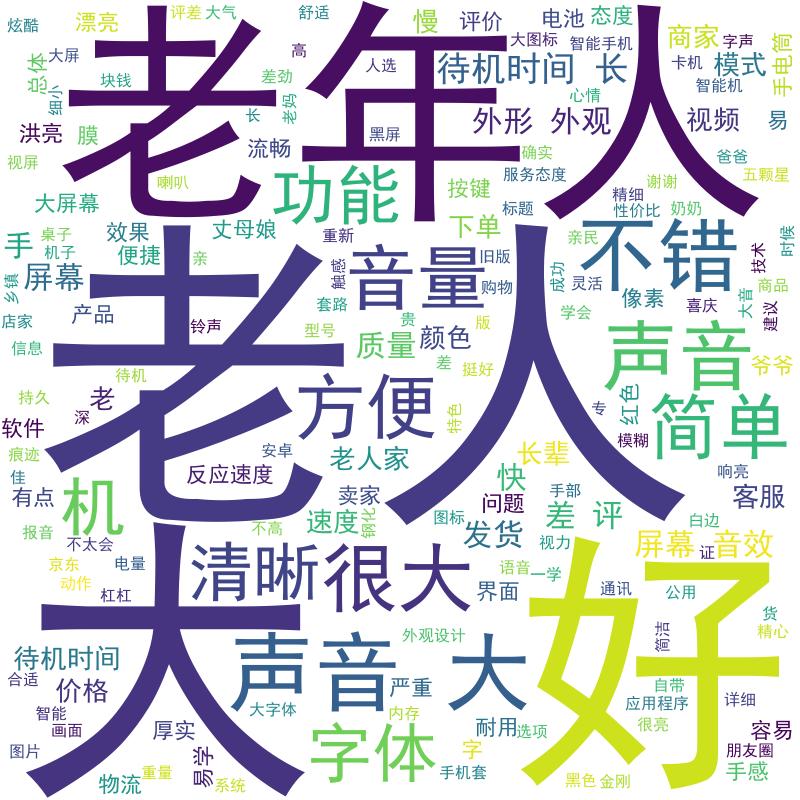 老年人
老人
大
好
不错
声音
声音 大
简单
方便
音量
功能
清晰
很大
字体
机
待机时间 长
外形 外观
视频
模式
商家
态度
电池
评价
慢
漂亮
评差
大气
炫酷
舒适
高
大图标
智能手机
字声
手电筒
卡机
智能机
易
总体
大屏
块钱
差劲
人选
心情
细小
长
老妈
洪亮
膜
流畅
黑屏
确实
爸爸
视屏
喇叭
服务态度
按键
精细
谢谢
五颗星
大屏幕
下单
标题
性价比
奶奶
手
桌子
机子
效果
便捷
丈母娘
重新
亲
触感
旧版
亲民
成功
灵活
技术
时候
屏幕
乡镇
套路
购物
像素
喜庆
大音
商品
建议
店家
产品
铃声
型号
贵
版
学会
颜色
质量
信息
待机
差
挺好
爷爷
持久
老
深
特色
专
红色
模糊
软件
痕迹
安卓
老人家
长辈
佳
反应速度
快
响亮
有点
卖家
问题
手部
客服
速度
钢化
图标
差 评
白边
报音
不高
发货
不太会
视力
屏幕 音效
证
京东
电量
语音
一学
动作
杠杠
界面
通讯
公用
货
外观设计
简洁
精心
待机时间
合适
严重
自带
价格
智能
大字体
内存
应用程序
详细
画面
厚实
耐用
选项
很亮
容易
图片
易学
字
朋友圈
物流
重量
系统
手机套
黑色
金刚
手感